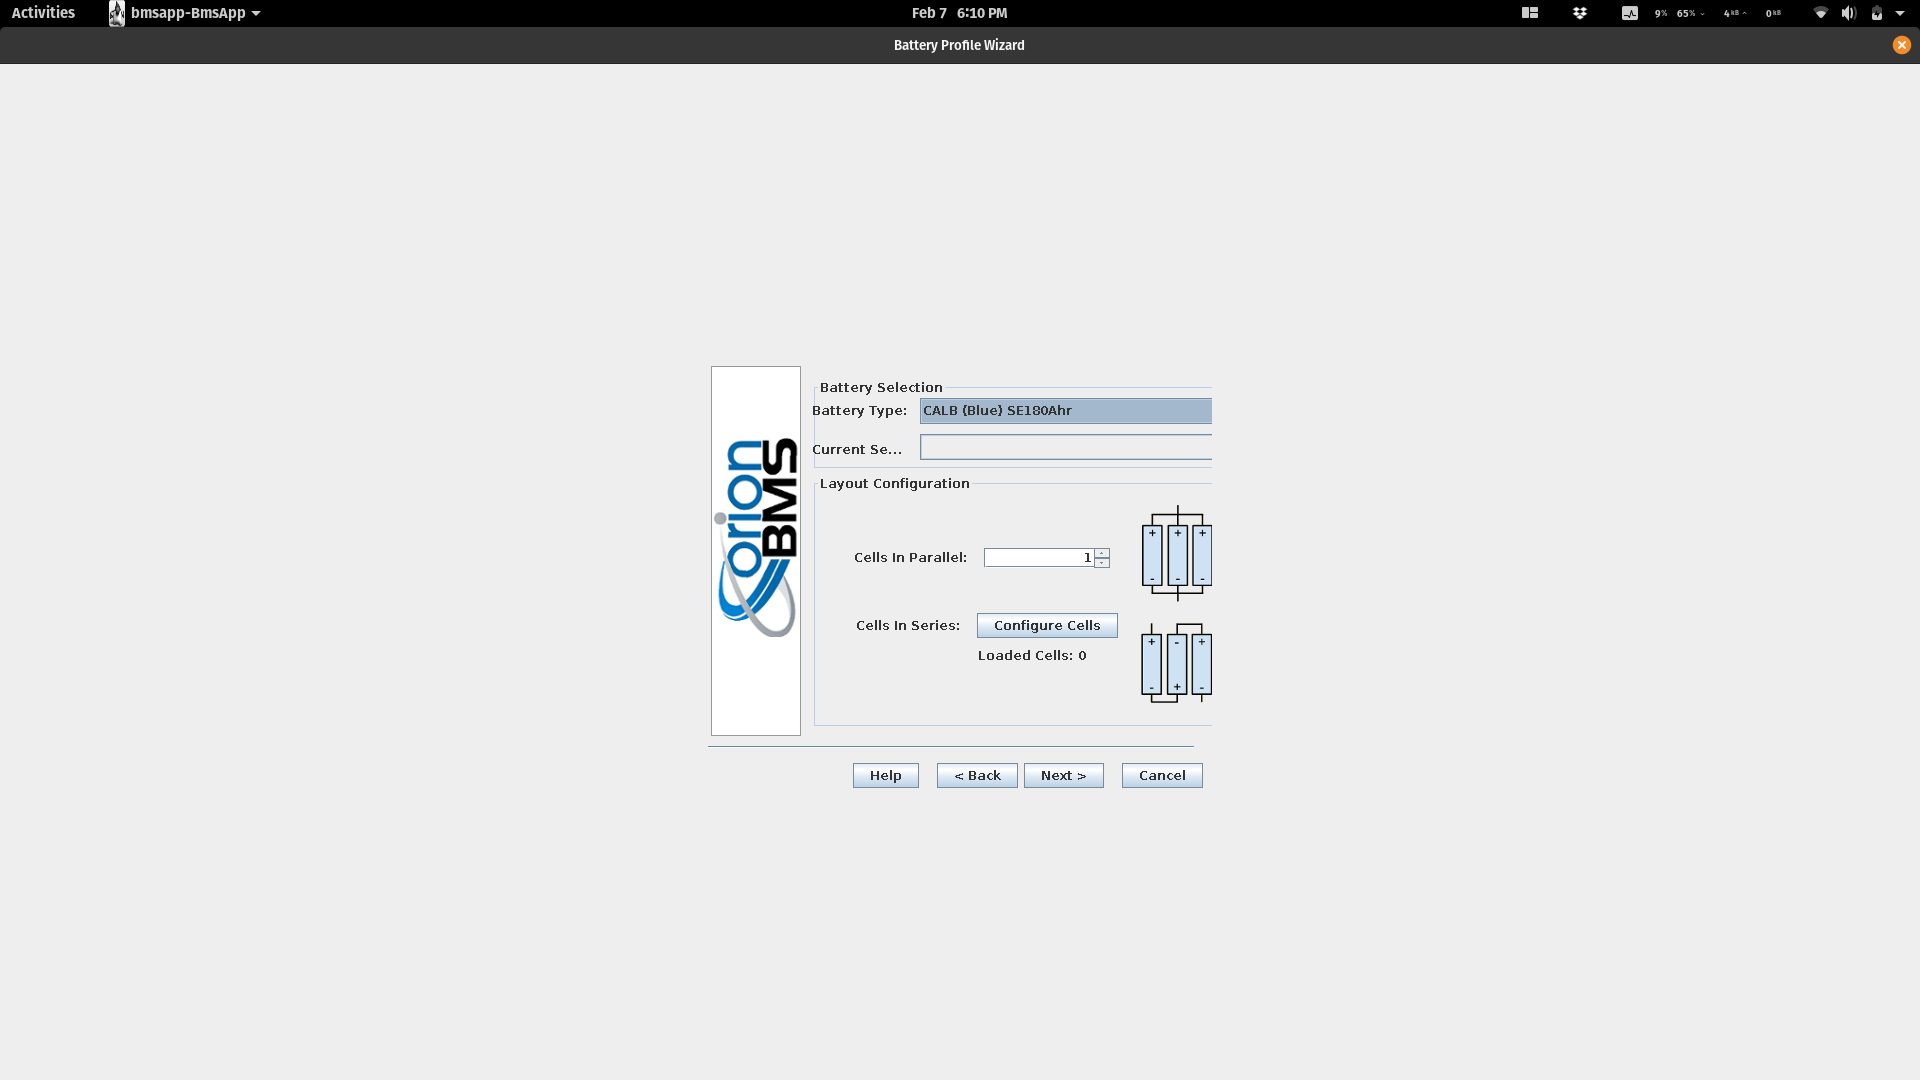 Activities
bmsapp-BmsApp
Feb 7 6:10 PM
9% 65% 4 kB 0 kB
Battery Profile Wizard
orion
BMS
Battery Selection
Battery Type: CALB (Blue) SE180Ahr
Current Se...
Layout Configuration
+ + +
- - -
Cells In Parallel: 1
Cells In Series: Configure Cells
Loaded Cells: 0
+ - +
- + -
Help < Back Next > Cancel